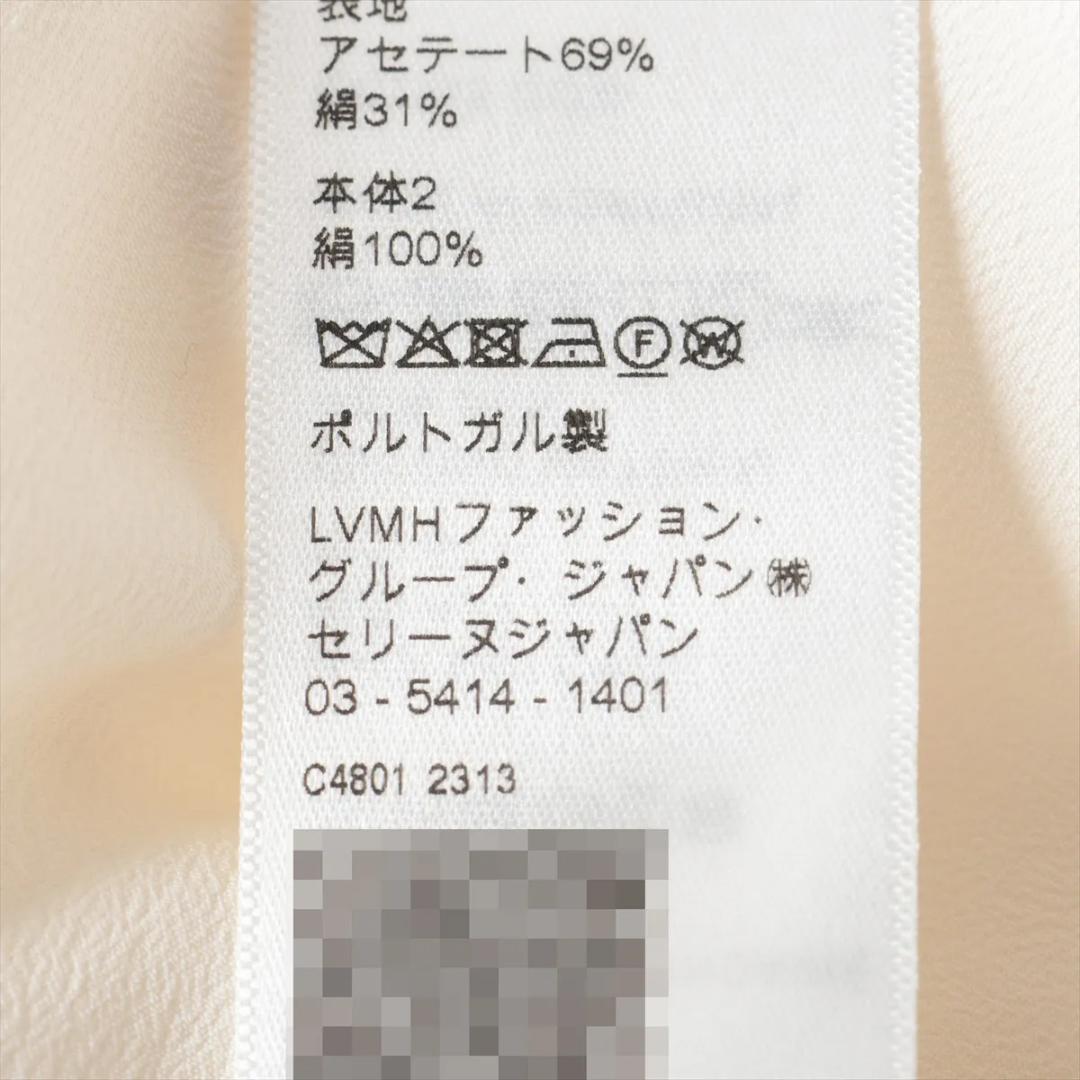 表地
アセテート69%
絹31%
本体2
絹100%
F W
ポルトガル製
LVMHファッション・
グループ・ジャパン㈱
セリーヌジャパン
03 - 5414 - 1401
C4801 2313